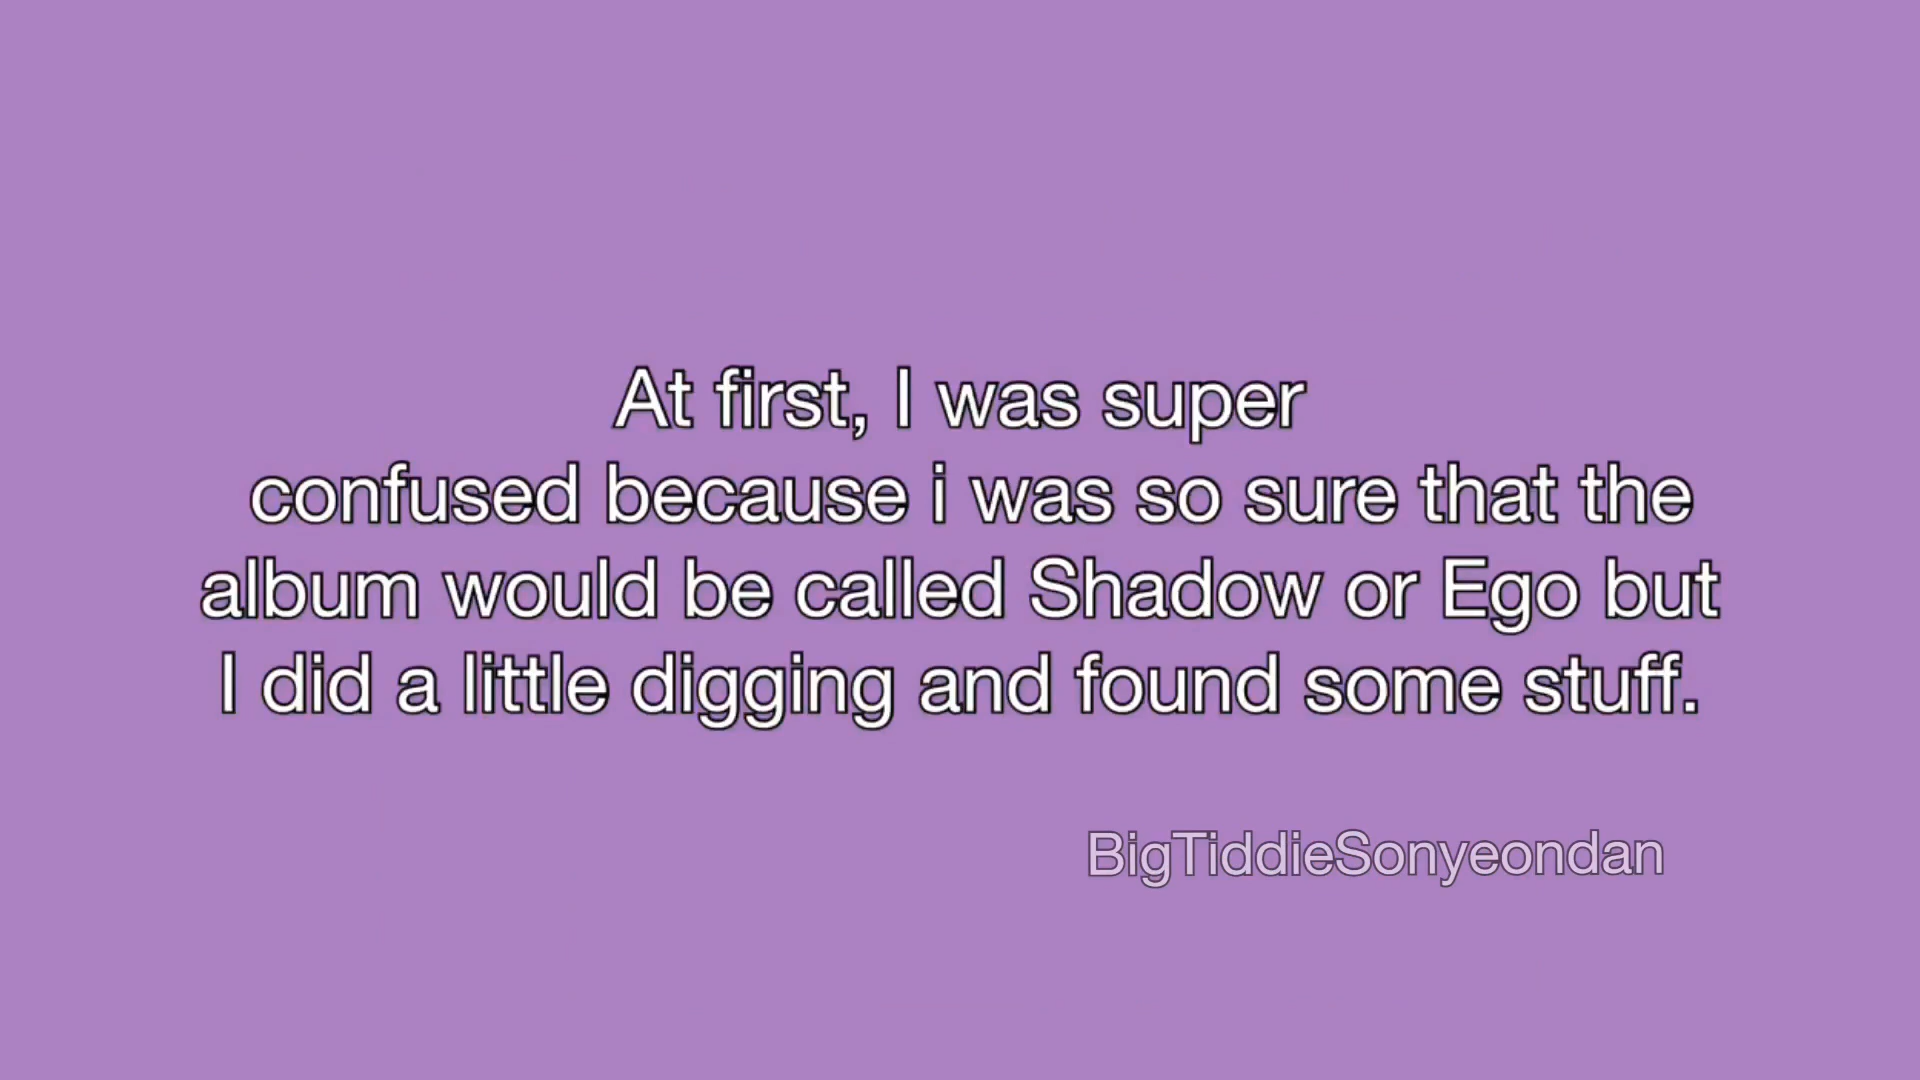 At first, I was super
confused because i was so sure that the
album would be called Shadow or Ego but
I did a little digging and found some stuff.
BigTiddieSonyeondan